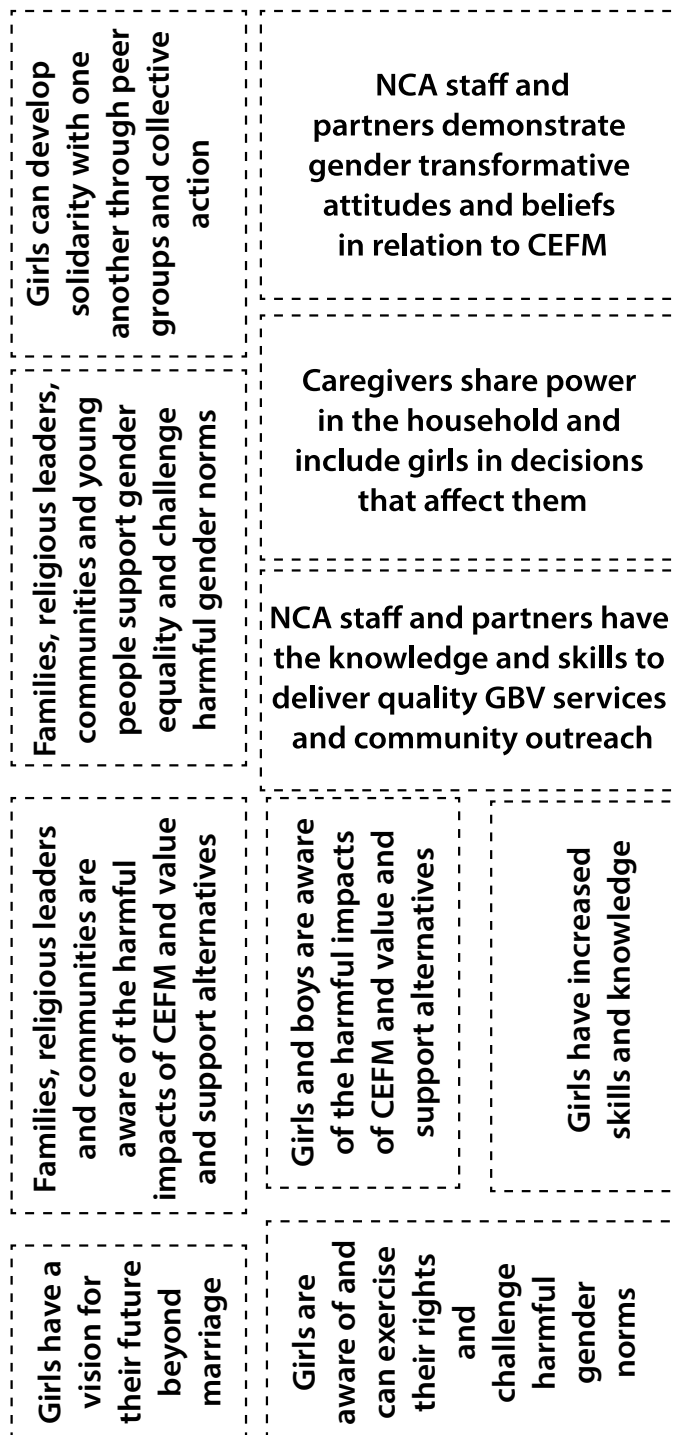 Girls can develop
solidarity with one
another through peer
groups and collective
action
NCA staff and
partners demonstrate
gender transformative
attitudes and beliefs
in relation to CEFM
Families, religious leaders,
communities and young
people support gender
equality and challenge
harmful gender norms
Caregivers share power
in the household and
include girls in decisions
that affect them
NCA staff and partners have
the knowledge and skills to
deliver quality GBV services
and community outreach
Families, religious leaders
and communities are
aware of the harmful
impacts of CEFM and value
and support alternatives
Girls and boys are aware
of the harmful impacts
of CEFM and value and
support alternatives
Girls have increased
skills and knowledge
Girls have a
vision for
their future
beyond
marriage
Girls are
aware of and
can exercise
their rights
and
challenge
harmful
gender
norms